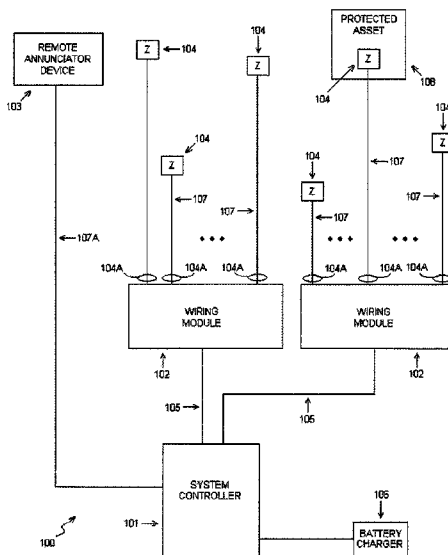 REMOTE
ANNUNCIATOR
DEVICE
103
Z
104
104
Z
PROTECTED
ASSET
Z
104
108
104
Z
104
Z
107
107
104
Z
107
107
107
107A
104A
104A
104A
104A
104A
104A
WIRING
MODULE
WIRING
MODULE
102
102
105
105
SYSTEM
CONTROLLER
101
106
BATTERY
CHARGER
100